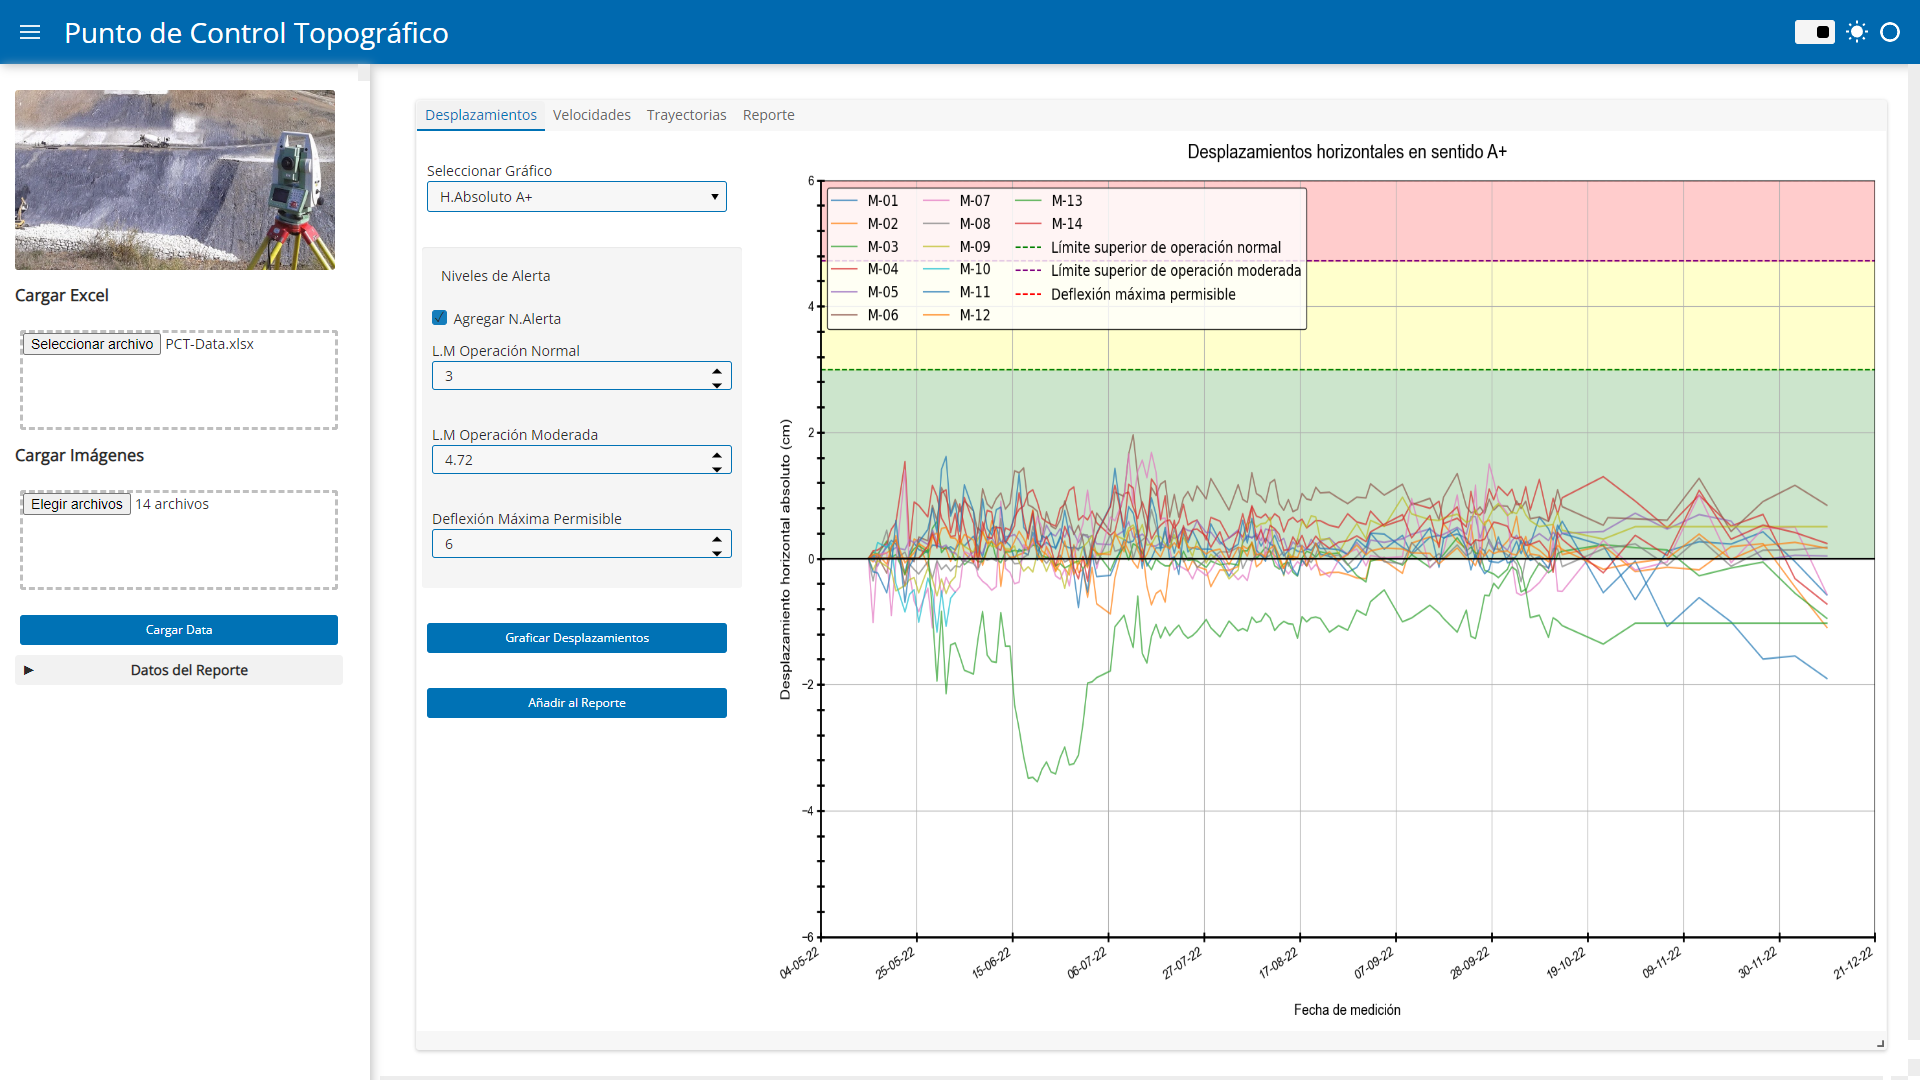 Punto de Control Topográfico
Cargar Excel
Seleccionar archivo PCT-Data.xlsx
Cargar Imágenes
Elegir archivos 14 archivos
Cargar Data
Datos del Reporte
Desplazamientos Velocidades Trayectorias Reporte
Seleccionar Gráfico
H.Absoluto A+
Niveles de Alerta
Agregar N.Alerta
L.M Operación Normal
3
L.M Operación Moderada
4.72
Deflexión Máxima Permisible
6
Graficar Desplazamientos
Añadir al Reporte
Desplazamientos horizontales en sentido A+
M-01 M-07 M-13
M-02 M-08 M-14
M-03 M-09 Límite superior de operación normal
M-04 M-10 Límite superior de operación moderada
M-05 M-11 Deflexión máxima permisible
M-06 M-12
Desplazamiento horizontal absoluto (cm)
6
4
2
0
−2
−4
−6
04-05-22 25-05-22 15-06-22 06-07-22 27-07-22 17-08-22 07-09-22 28-09-22 19-10-22 09-11-22 30-11-22 21-12-22
Fecha de medición